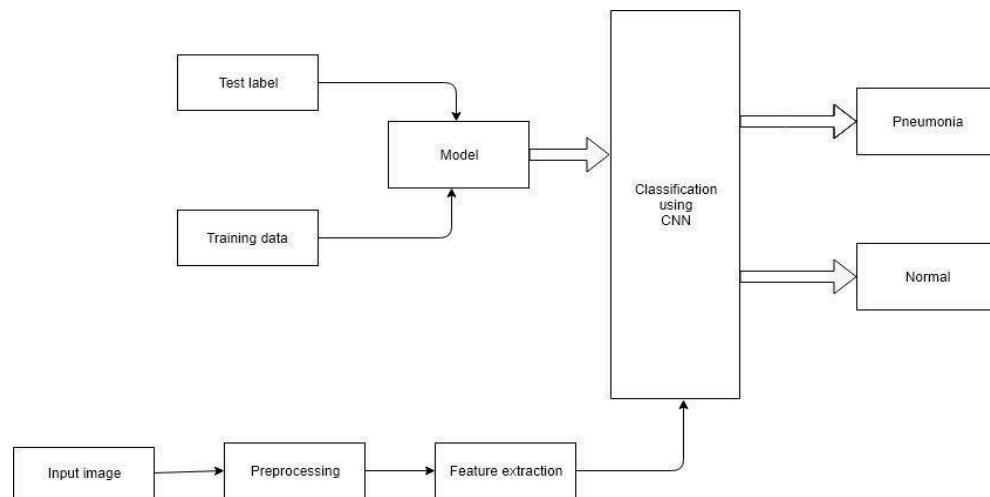 Test label
Model
Training data
Classification
using
CNN
Pneumonia
Normal
Input image
Preprocessing
Feature extraction